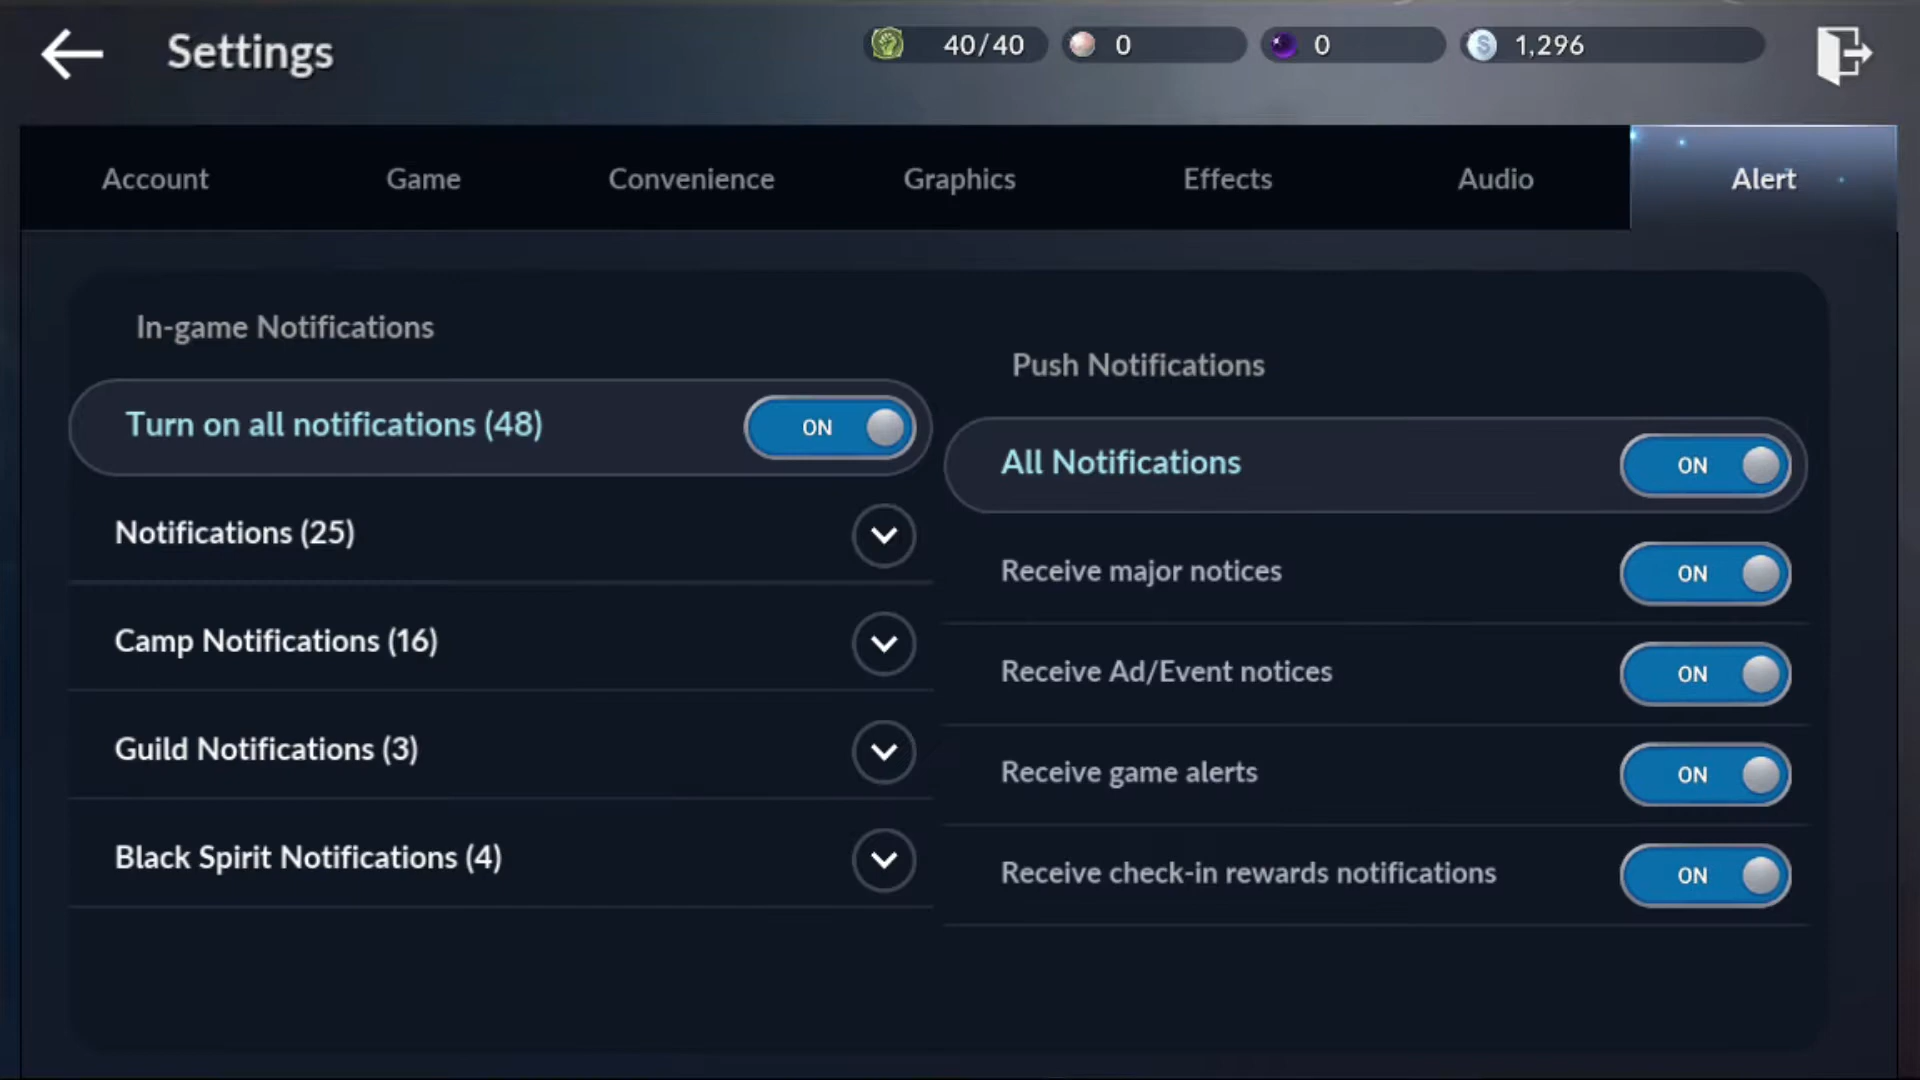 Settings
40/40
0
0
1,296
Account
Game
Convenience
Graphics
Effects
Audio
Alert
In-game Notifications
Turn on all notifications (48)
ON
Notifications (25)
Camp Notifications (16)
Guild Notifications (3)
Black Spirit Notifications (4)
Push Notifications
All Notifications
ON
Receive major notices
ON
Receive Ad/Event notices
ON
Receive game alerts
ON
Receive check-in rewards notifications
ON